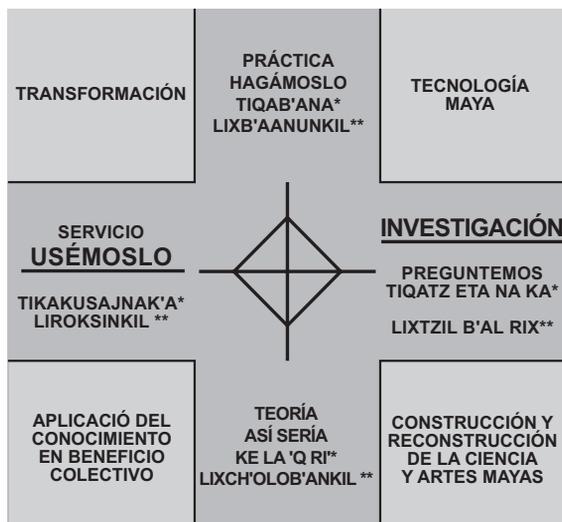 TRANSFORMACIÓN
PRÁCTICA
HAGÁMOSLO
TIQAB'ANA*
LIXB'AANUNKIL**
TECNOLOGÍA
MAYA
SERVICIO
USÉMOSLO
TIKAKUSAJNAK'A*
LIROKSINKIL **
INVESTIGACIÓN
PREGUNTEMOS
TIQATZ ETA NA KA*
LIXTZIL B'AL RIX**
APLICACIÓ DEL
CONOCIMIENTO
EN BENEFICIO
COLECTIVO
TEORÍA
ASÍ SERÍA
KE LA 'Q RI'*
LIXCH'OLOB'ANKIL **
CONSTRUCCIÓN Y
RECONSTRUCCIÓN
DE LA CIENCIA
Y ARTES MAYAS